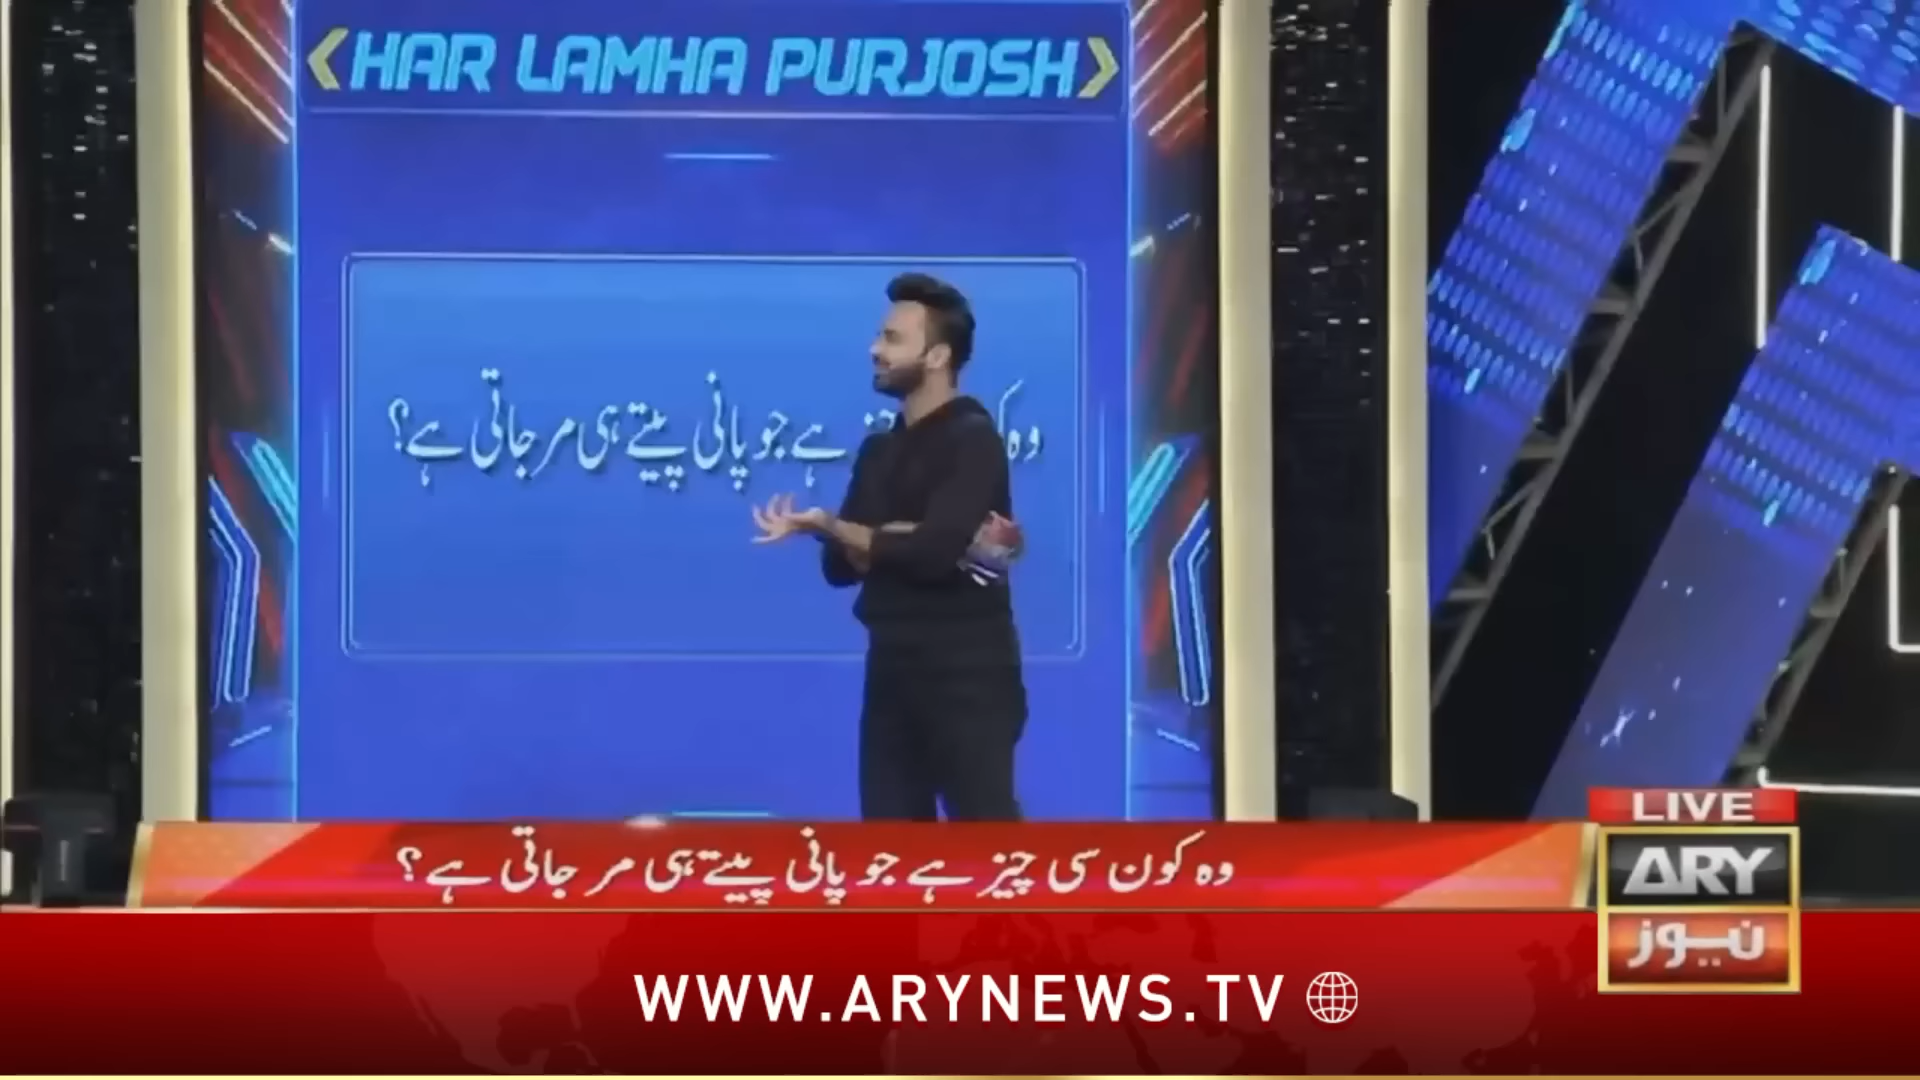 HAR LAMHA PURJOSH
وہ ہے جو پانی پیتے ہی مر جاتی ہے؟
LIVE
وہ کون سی چیز ہے جو پانی پیتے ہی مر جاتی ہے؟
ARY
نیوز
WWW.ARYNEWS.TV